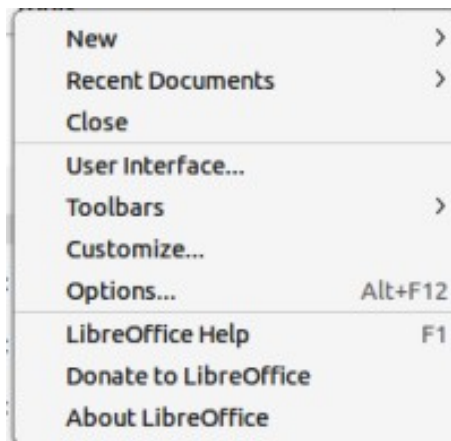 New
Recent Documents
Close
User Interface...
Toolbars
Customize...
Options... Alt+F12
LibreOffice Help F1
Donate to LibreOffice
About LibreOffice